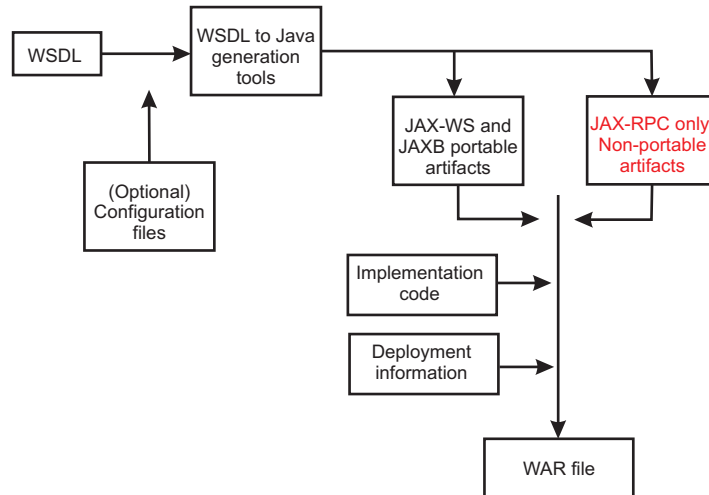 WSDL
WSDL to Java
generation
tools
JAX-WS and
JAXB portable
artifacts
JAX-RPC only
Non-portable
artifacts
(Optional)
Configuration
files
Implementation
code
Deployment
information
WAR file